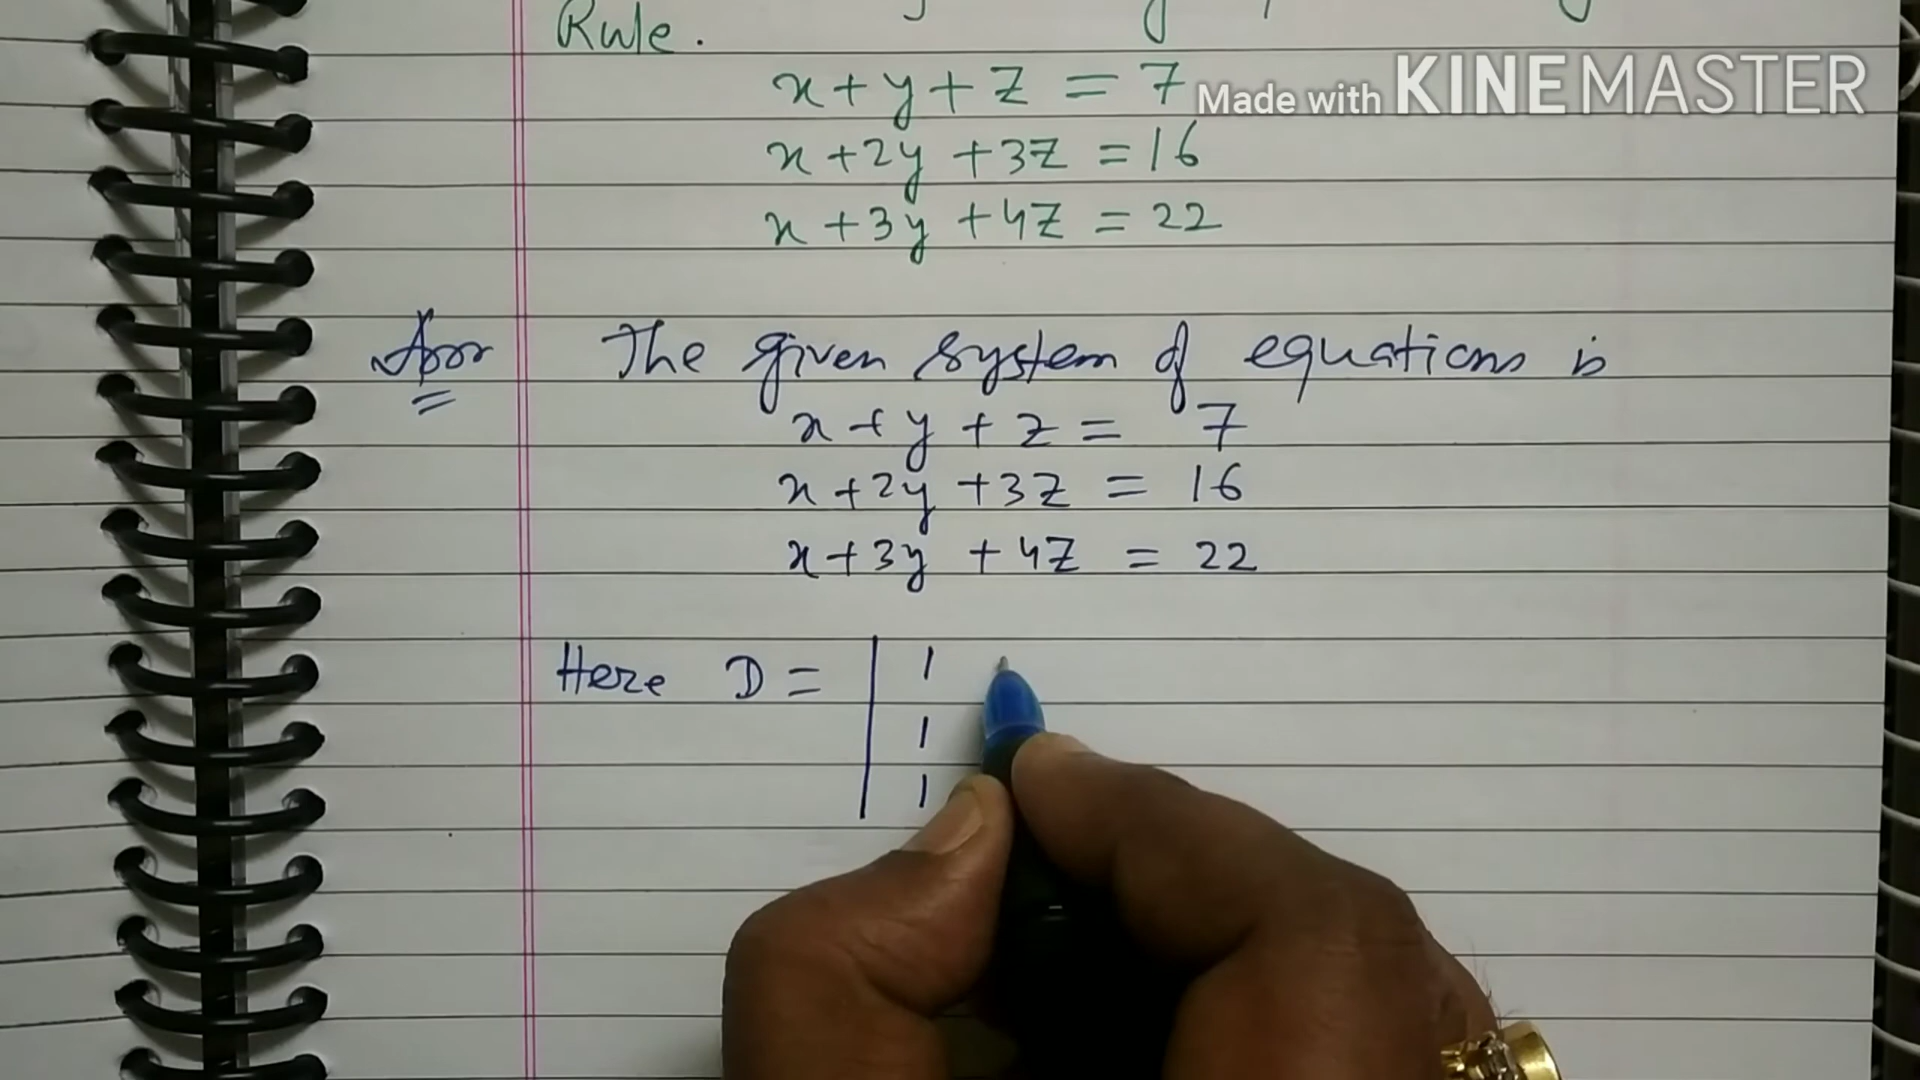 Rule.
x + y + z = 7
Made with KINEMASTER
x + 2y + 3z = 16
x + 3y + 4z = 22
The given system of equations is
x + y + z = 7
x + 2y + 3z = 16
x + 3y + 4z = 22
Here D = | 1
1
1